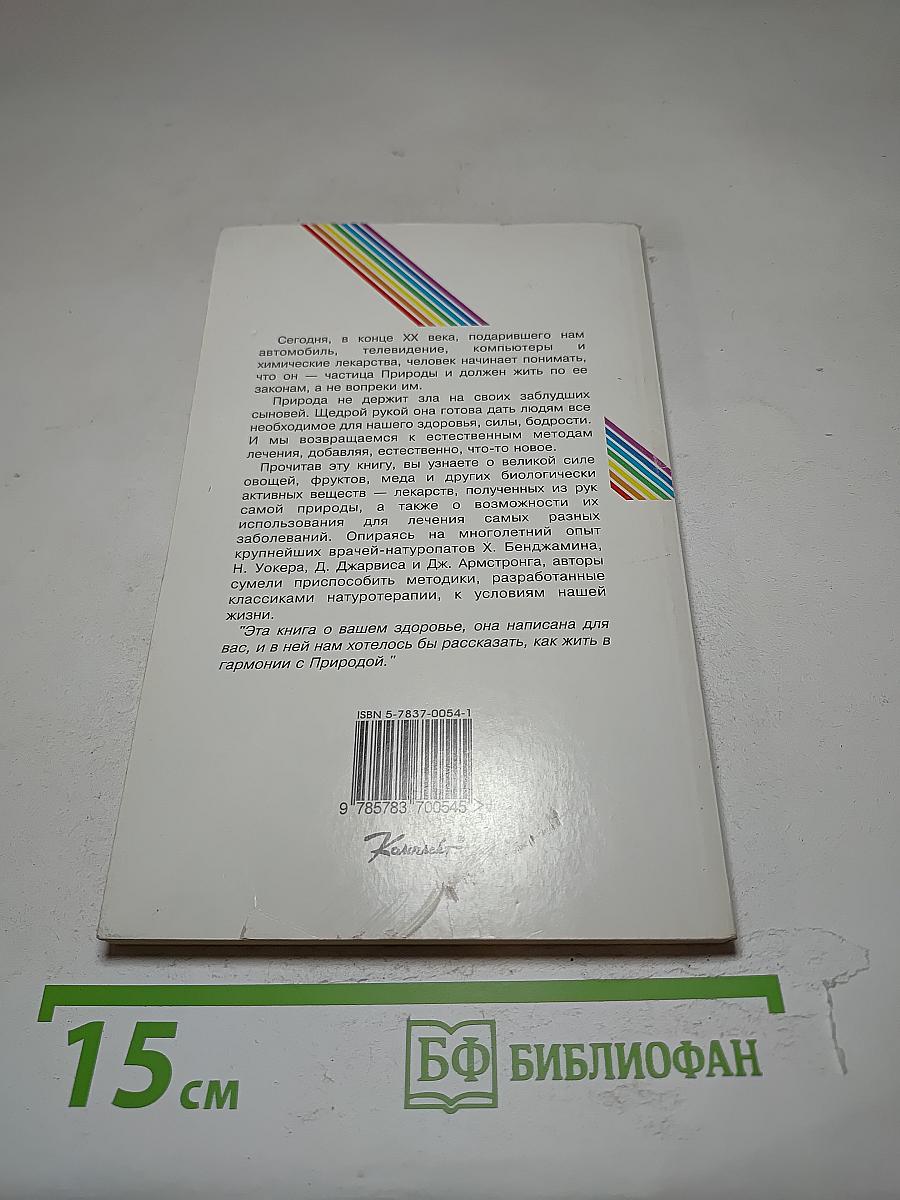 Сегодня, в конце XX века, подарившего нам
автомобиль, телевидение, компьютеры и
химические лекарства, человек начинает понимать,
что он — частица Природы и должен жить по ее
законам, а не вопреки им.
Природа не держит зла на своих заблудших
сыновей. Щедрой рукой она готова дать людям все
необходимое для нашего здоровья, силы, бодрости.
И мы возвращаемся к естественным методам
лечения, добавляя, естественно, что-то новое.
Прочитав эту книгу, вы узнаете о великой силе
овощей, фруктов, меда и других биологически
активных веществ — лекарств, полученных из рук
самой природы, а также о возможности их
использования для лечения самых разных
заболеваний. Опираясь на многолетний опыт
крупнейших врачей-натуропатов Х. Бенджамина,
Н. Уокера, Д. Джарвиса и Дж. Армстронга, авторы
сумели приспособить методики, разработанные
классиками натуротерапии, к условиям нашей
жизни.
"Эта книга о вашем здоровье, она написана для
вас, и в ней нам хотелось бы рассказать, как жить в
гармонии с Природой."
ISBN 5-7837-0054-1
9 785783 700545 >
Комплект
15 см
БФ БИБЛИОФАН